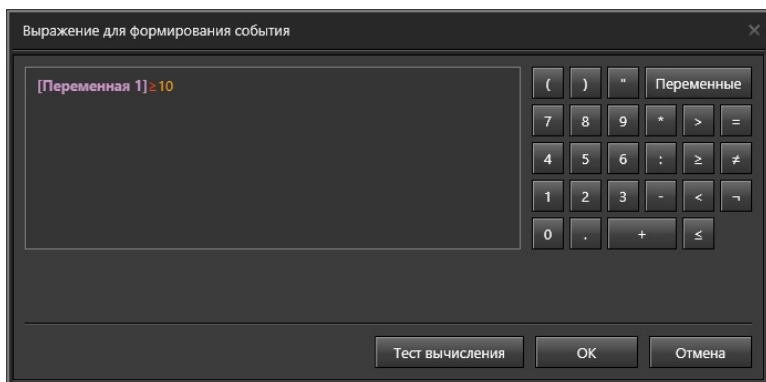 Выражение для формирования события ×
[Переменная 1]≥10
( ) " Переменные
7 8 9 * > =
4 5 6 : ≥ ≠
1 2 3 - < ¬
0 . + ≤
Тест вычисления ОК Отмена